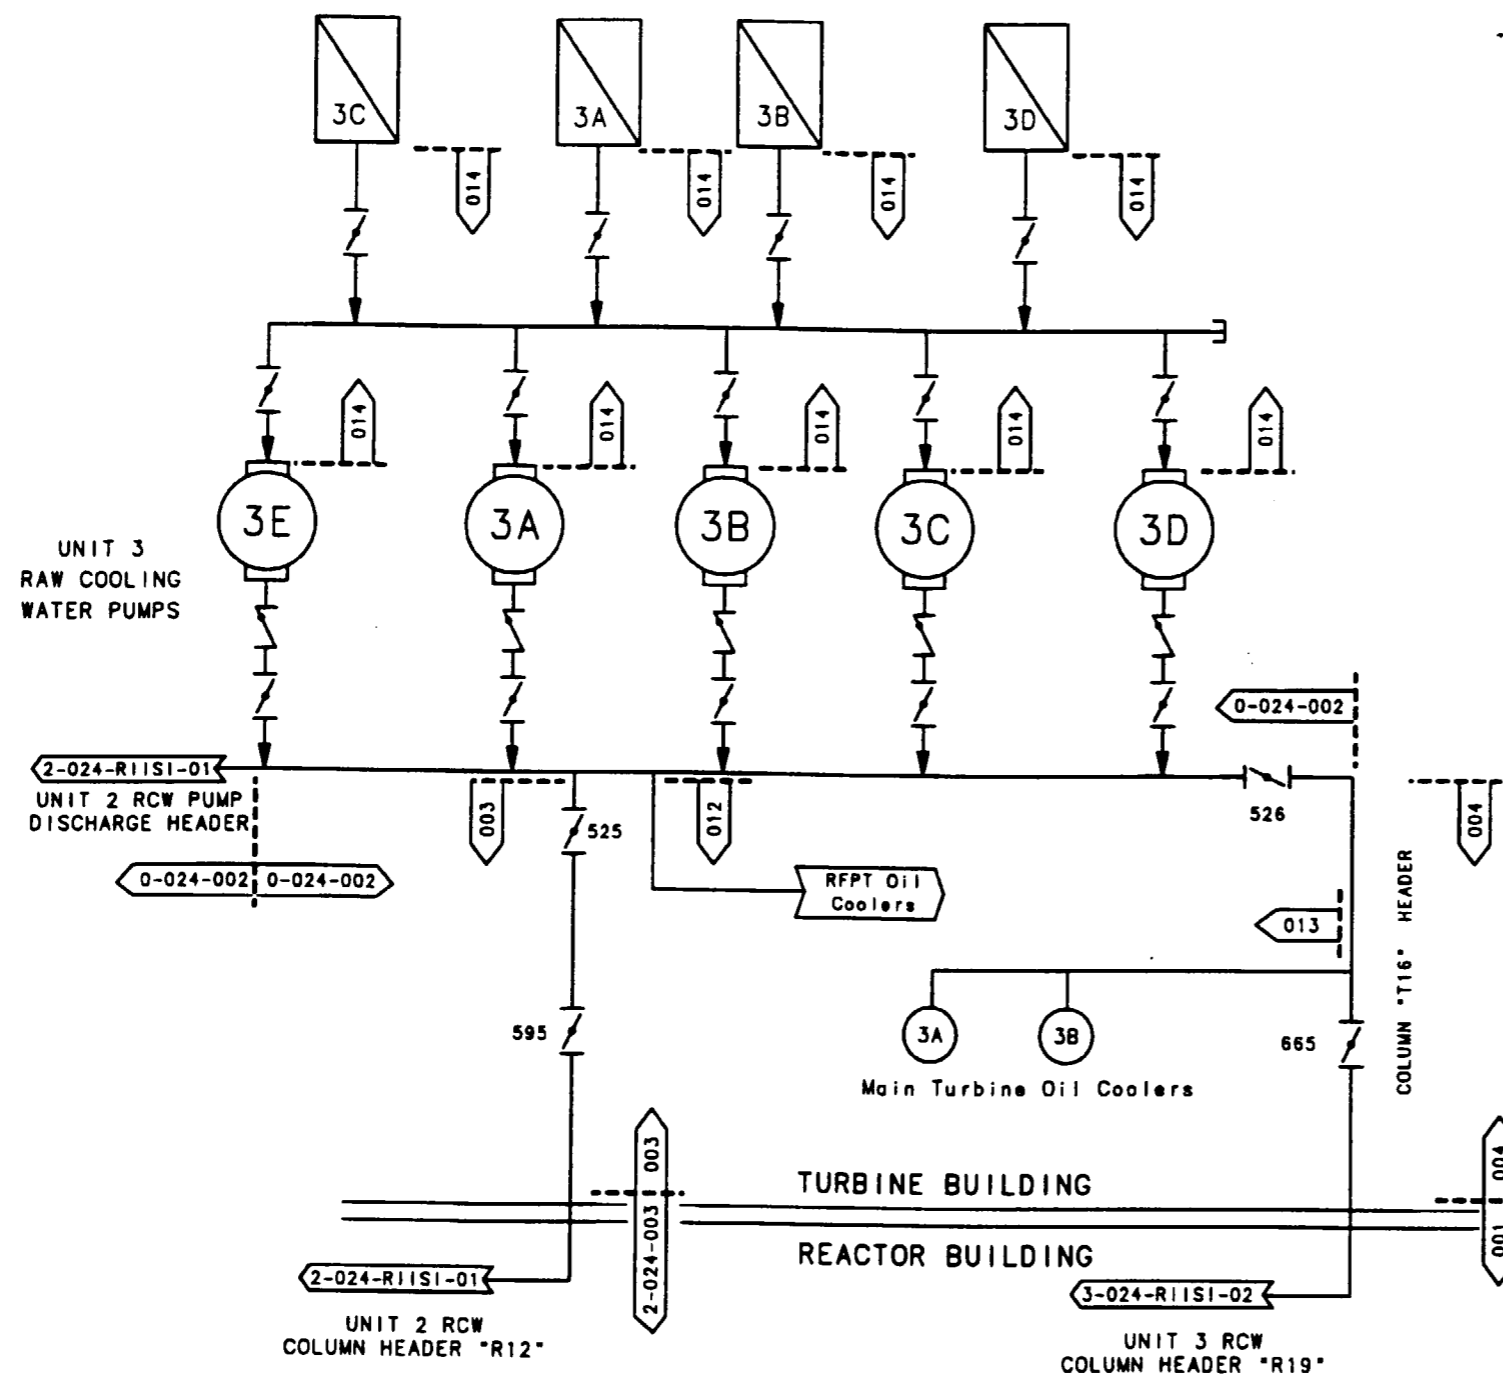 3C
3A
3B
3D
014
014
014
014
014
014
014
014
014
3E
3A
3B
3C
3D
UNIT 3
RAW COOLING
WATER PUMPS
0-024-002
2-024-RIISI-01
UNIT 2 RCW PUMP
DISCHARGE HEADER
003
525
012
526
004
0-024-002
0-024-002
RFPT Oil
Coolers
013
COLUMN "T16" HEADER
595
3A
3B
665
Main Turbine Oil Coolers
003
2-024-003
TURBINE BUILDING
004
001
REACTOR BUILDING
2-024-RIISI-01
3-024-RIISI-02
UNIT 2 RCW
COLUMN HEADER "R12"
UNIT 3 RCW
COLUMN HEADER "R19"